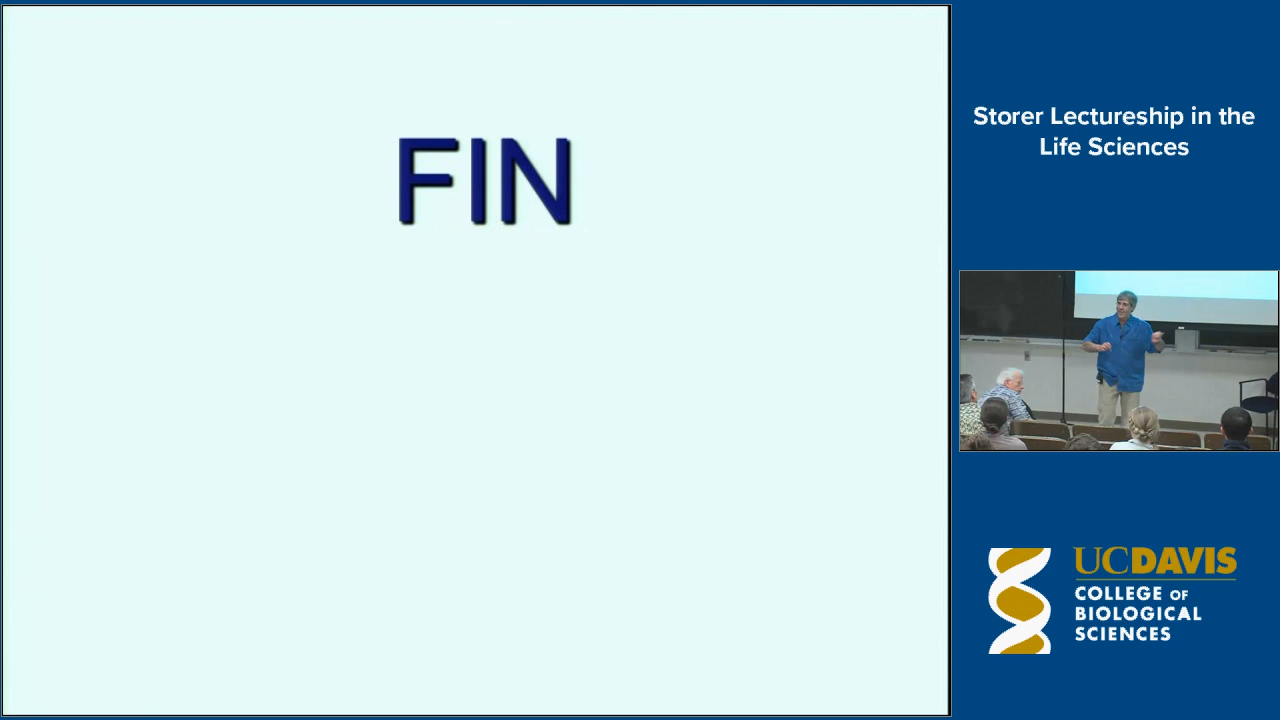 FIN
Storer Lectureship in the
Life Sciences
UCDAVIS
COLLEGE OF
BIOLOGICAL
SCIENCES